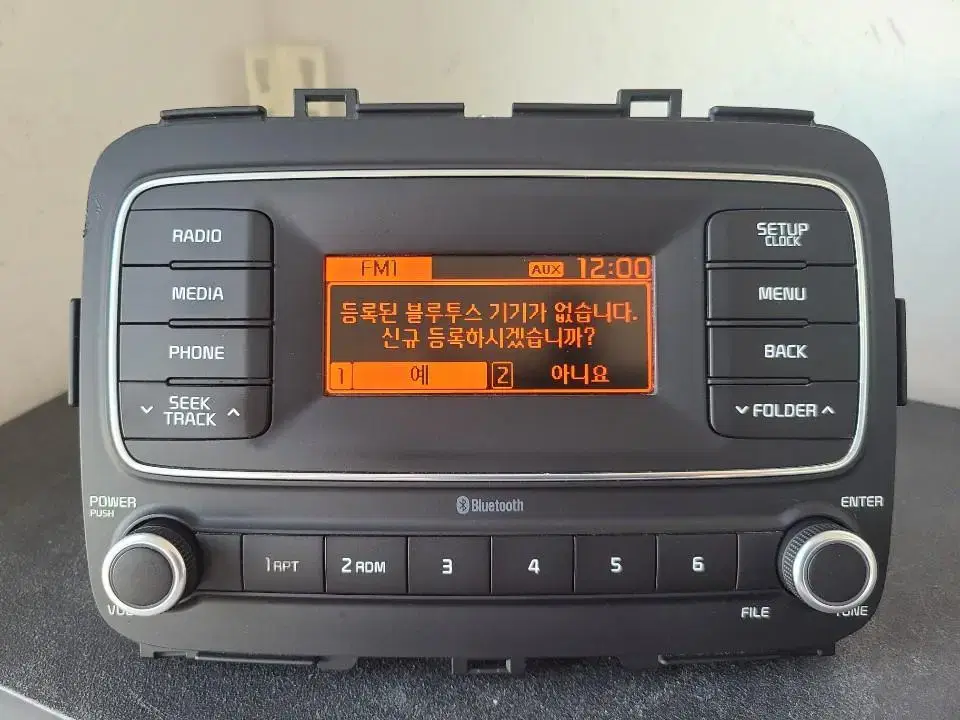 RADIO
MEDIA
PHONE
SEEK
TRACK
FM1 AUX 12:00
등록된 블루투스 기기가 없습니다.
신규 등록하시겠습니까?
1 예 2 아니요
SETUP
CLOCK
MENU
BACK
FOLDER
POWER
PUSH
Bluetooth
ENTER
1 RPT 2 RDM 3 4 5 6
FILE